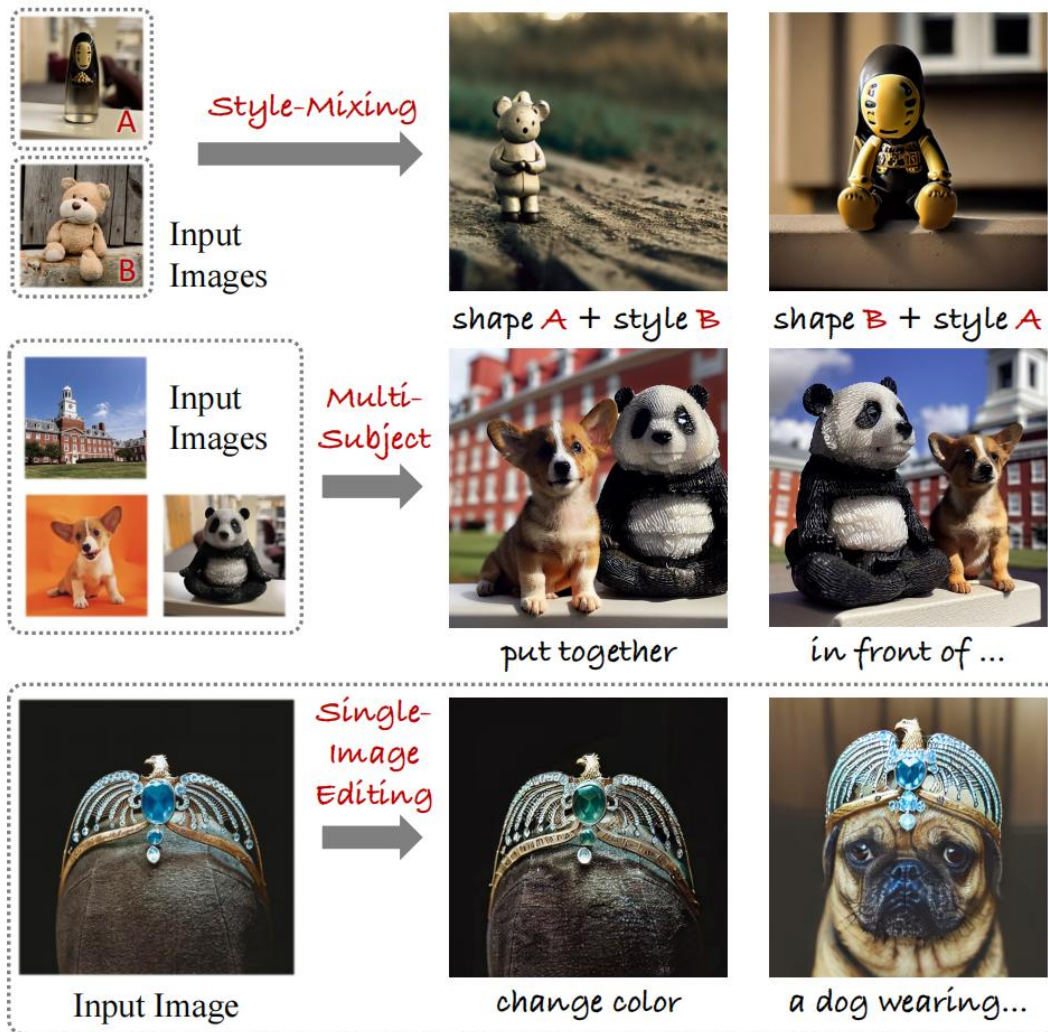 A
Style-Mixing
B
Input
Images
shape A + style B
shape B + style A
Input
Images
Multi-
Subject
put together
in front of ...
Single-
Image
Editing
Input Image
change color
a dog wearing...